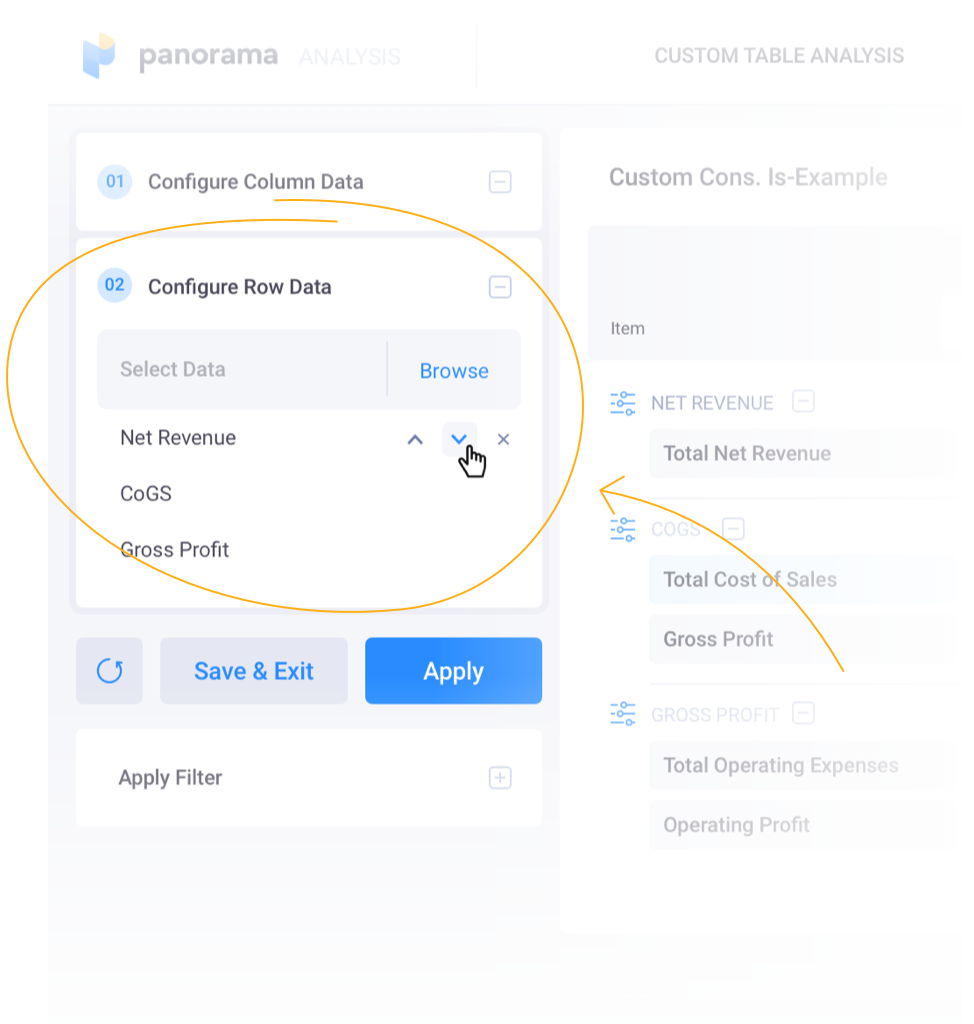 panorama ANALYSIS
CUSTOM TABLE ANALYSIS
01 Configure Column Data
02 Configure Row Data
Select Data Browse
Net Revenue
CoGS
Gross Profit
Save & Exit Apply
Apply Filter
Custom Cons. Is-Example
Item
NET REVENUE
Total Net Revenue
COGS
Total Cost of Sales
Gross Profit
GROSS PROFIT
Total Operating Expenses
Operating Profit